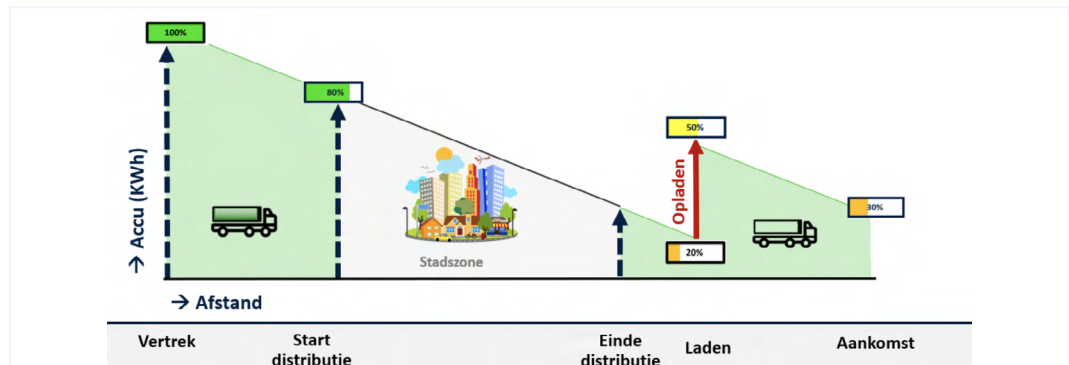 100%
80%
50%
30%
20%
→ Accu (KWh)
Opladen
Stadszone
→ Afstand
Vertrek
Start
distributie
Einde
distributie
Laden
Aankomst